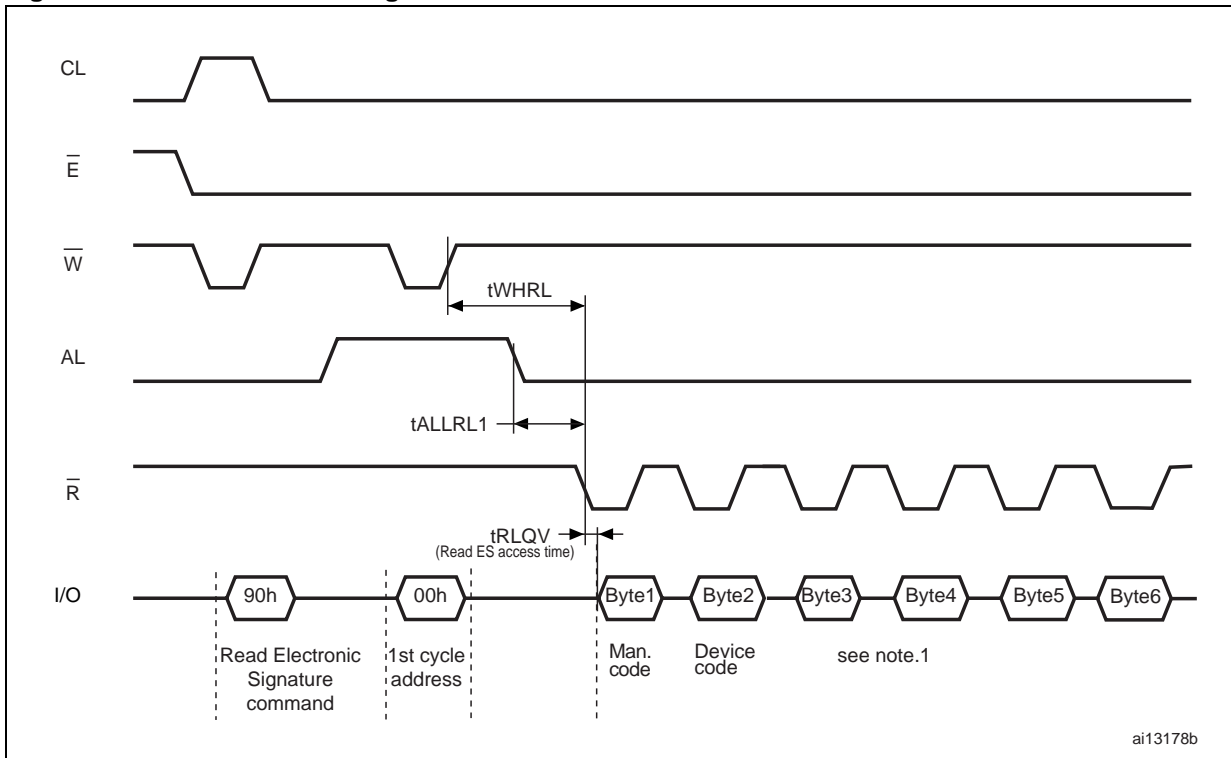 CL
E
W
tWHRL
AL
tALLRL1
R
tRLQV
(Read ES access time)
I/O
90h
00h
Byte1
Byte2
Byte3
Byte4
Byte5
Byte6
Read Electronic
Signature
command
1st cycle
address
Man.
code
Device
code
see note.1
ai13178b